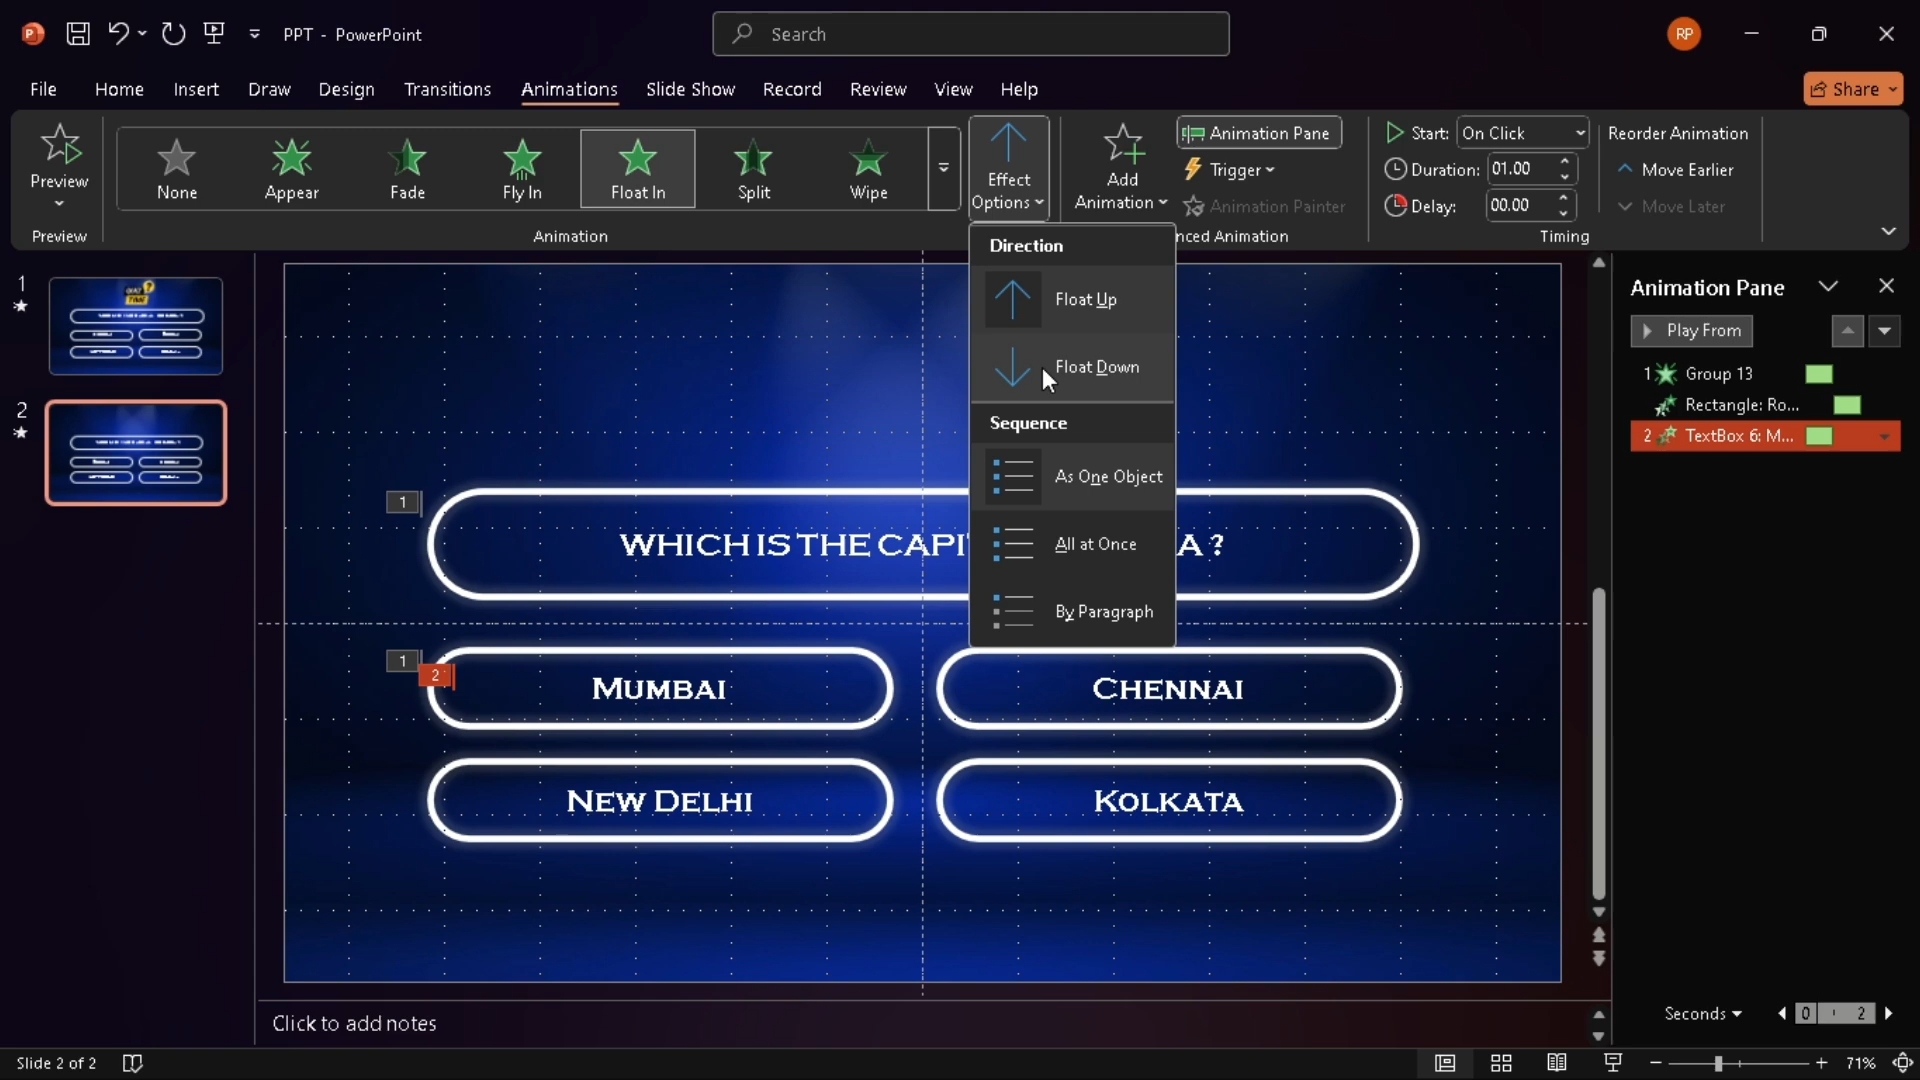 PPT - PowerPoint
Search
RP
File Home Insert Draw Design Transitions Animations Slide Show Record Review View Help
Share
Preview
None Appear Fade Fly In Float In Split Wipe
Effect Options
Add Animation
Animation Pane
Trigger
Animation Painter
Start: On Click
Duration: 01.00
Delay: 00.00
Reorder Animation
Move Earlier
Move Later
Preview
Animation
nced Animation
Timing
Direction
Float Up
Float Down
Sequence
As One Object
All at Once
By Paragraph
1
QUIZ TIME
2
1
WHICH IS THE CAPI A ?
1
2
MUMBAI
CHENNAI
NEW DELHI
KOLKATA
Animation Pane
Play From
1 Group 13
Rectangle: Ro...
2 TextBox 6: M...
Seconds 0 2
Click to add notes
Slide 2 of 2
71%